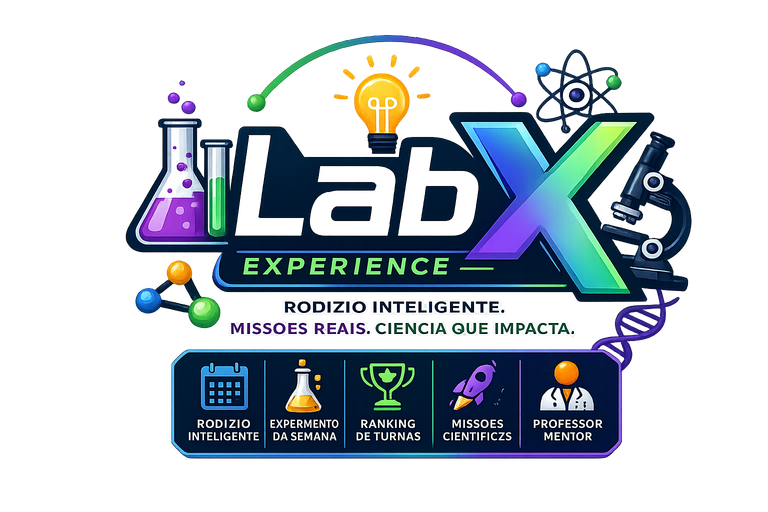 LabX
EXPERIENCE —
RODIZIO INTELIGENTE.
MISSOES REAIS. CIENCIA QUE IMPACTA.
RODIZIO
INTELIGENTE
EXPERMENTO
DA SEMANA
RANKING
DE TURNAS
MISSOES
CIENTIFICZS
PROFESSOR
MENTOR